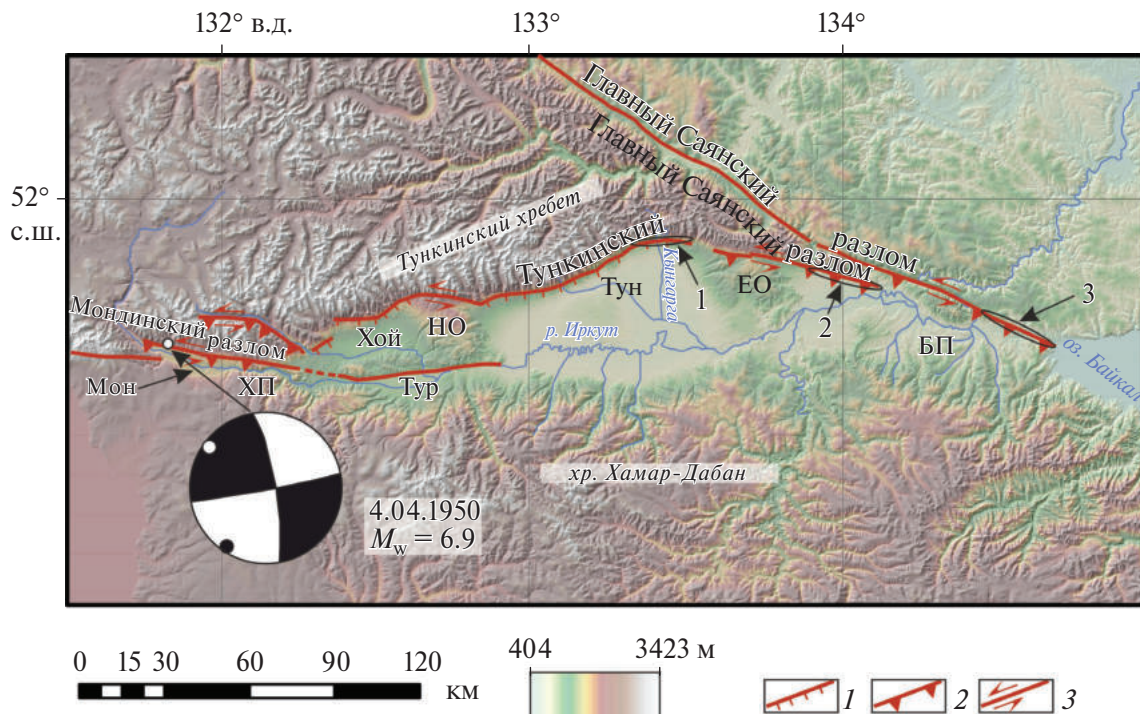 132° в.д.
133°
134°
52°
с.ш.
Главный Саянский
разлом
Главный Саянский разлом
Тункинский хребет
Тункинский
Кынгарга
Тун
1
ЕО
2
3
Мондинский разлом
Хой
НО
р. Иркут
БП
оз. Байкал
Мон
ХП
Тур
хр. Хамар-Дабан
4.04.1950
Mw = 6.9
0 15 30 60 90 120
км
404 3423 м
1 2 3